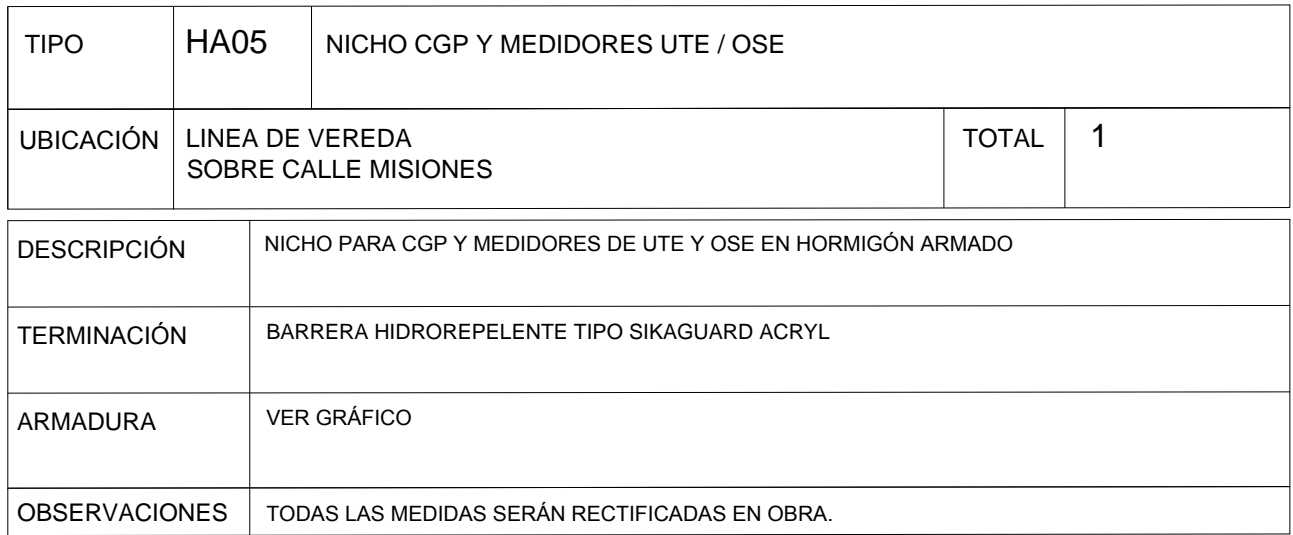 TIPO HA05 NICHO CGP Y MEDIDORES UTE / OSE
UBICACIÓN LINEA DE VEREDA TOTAL 1
SOBRE CALLE MISIONES
DESCRIPCIÓN NICHO PARA CGP Y MEDIDORES DE UTE Y OSE EN HORMIGÓN ARMADO
TERMINACIÓN BARRERA HIDROREPELENTE TIPO SIKAGUARD ACRYL
ARMADURA VER GRÁFICO
OBSERVACIONES TODAS LAS MEDIDAS SERÁN RECTIFICADAS EN OBRA.